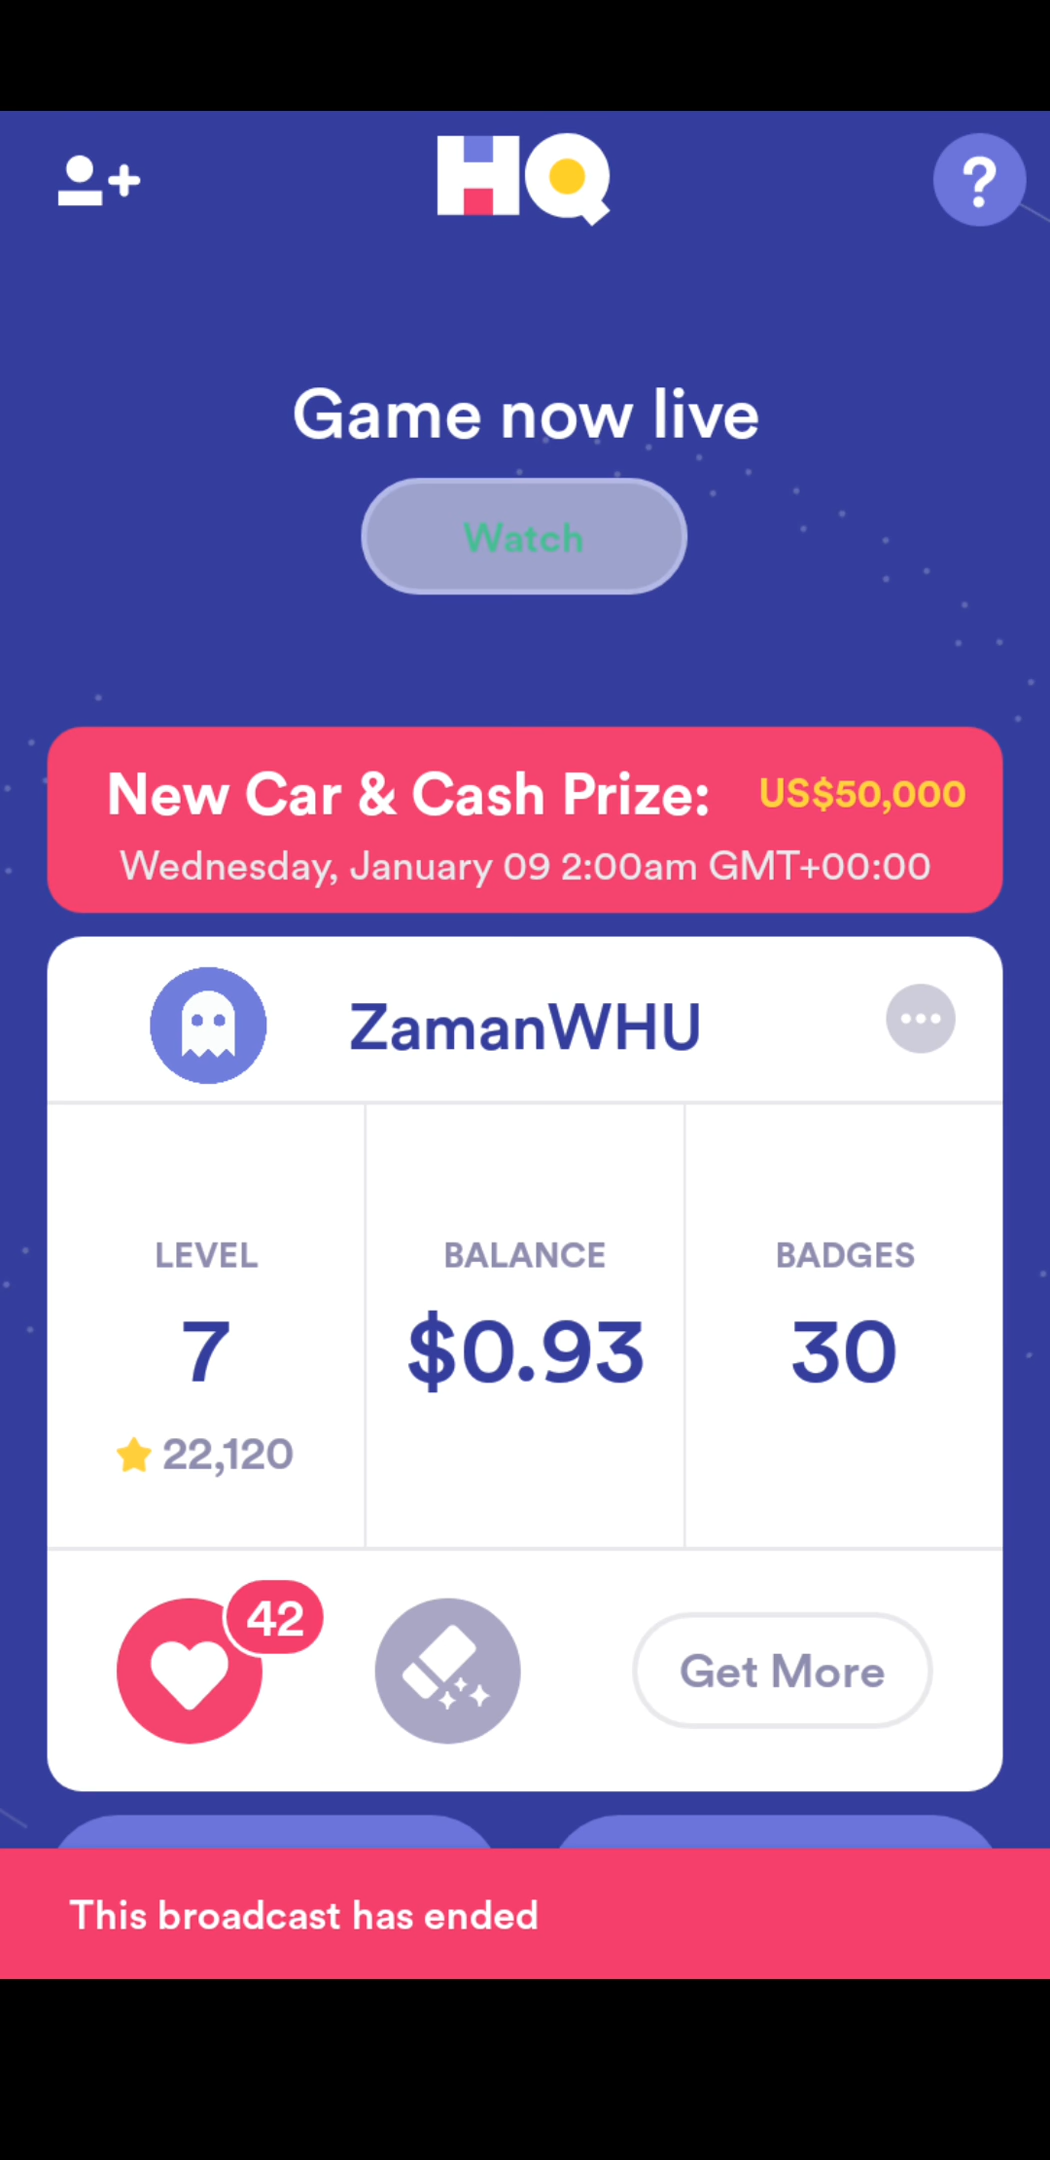 HQ
?
Game now live
Watch
New Car & Cash Prize: US$50,000
Wednesday, January 09 2:00am GMT+00:00
ZamanWHU
LEVEL BALANCE BADGES
7 $0.93 30
22,120
42
Get More
This broadcast has ended